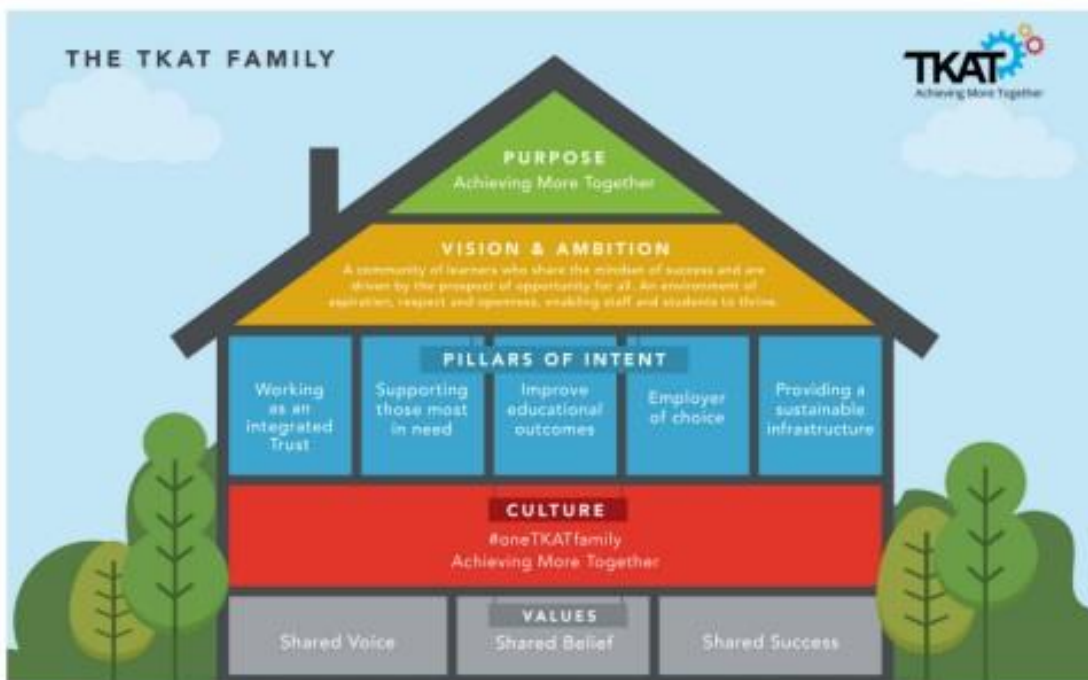 THE TKAT FAMILY
TKAT
Achieving More Together
PURPOSE
Achieving More Together
VISION & AMBITION
A community of learners who share the mindset of success and are
driven by the prospect of opportunity for all. An environment of
aspiration, respect and openness, enabling staff and students to thrive.
PILLARS OF INTENT
Working
as an
integrated
Trust
Supporting
those most
in need
Improve
educational
outcomes
Employer
of choice
Providing a
sustainable
infrastructure
CULTURE
#oneTKATfamily
Achieving More Together
VALUES
Shared Voice
Shared Belief
Shared Success